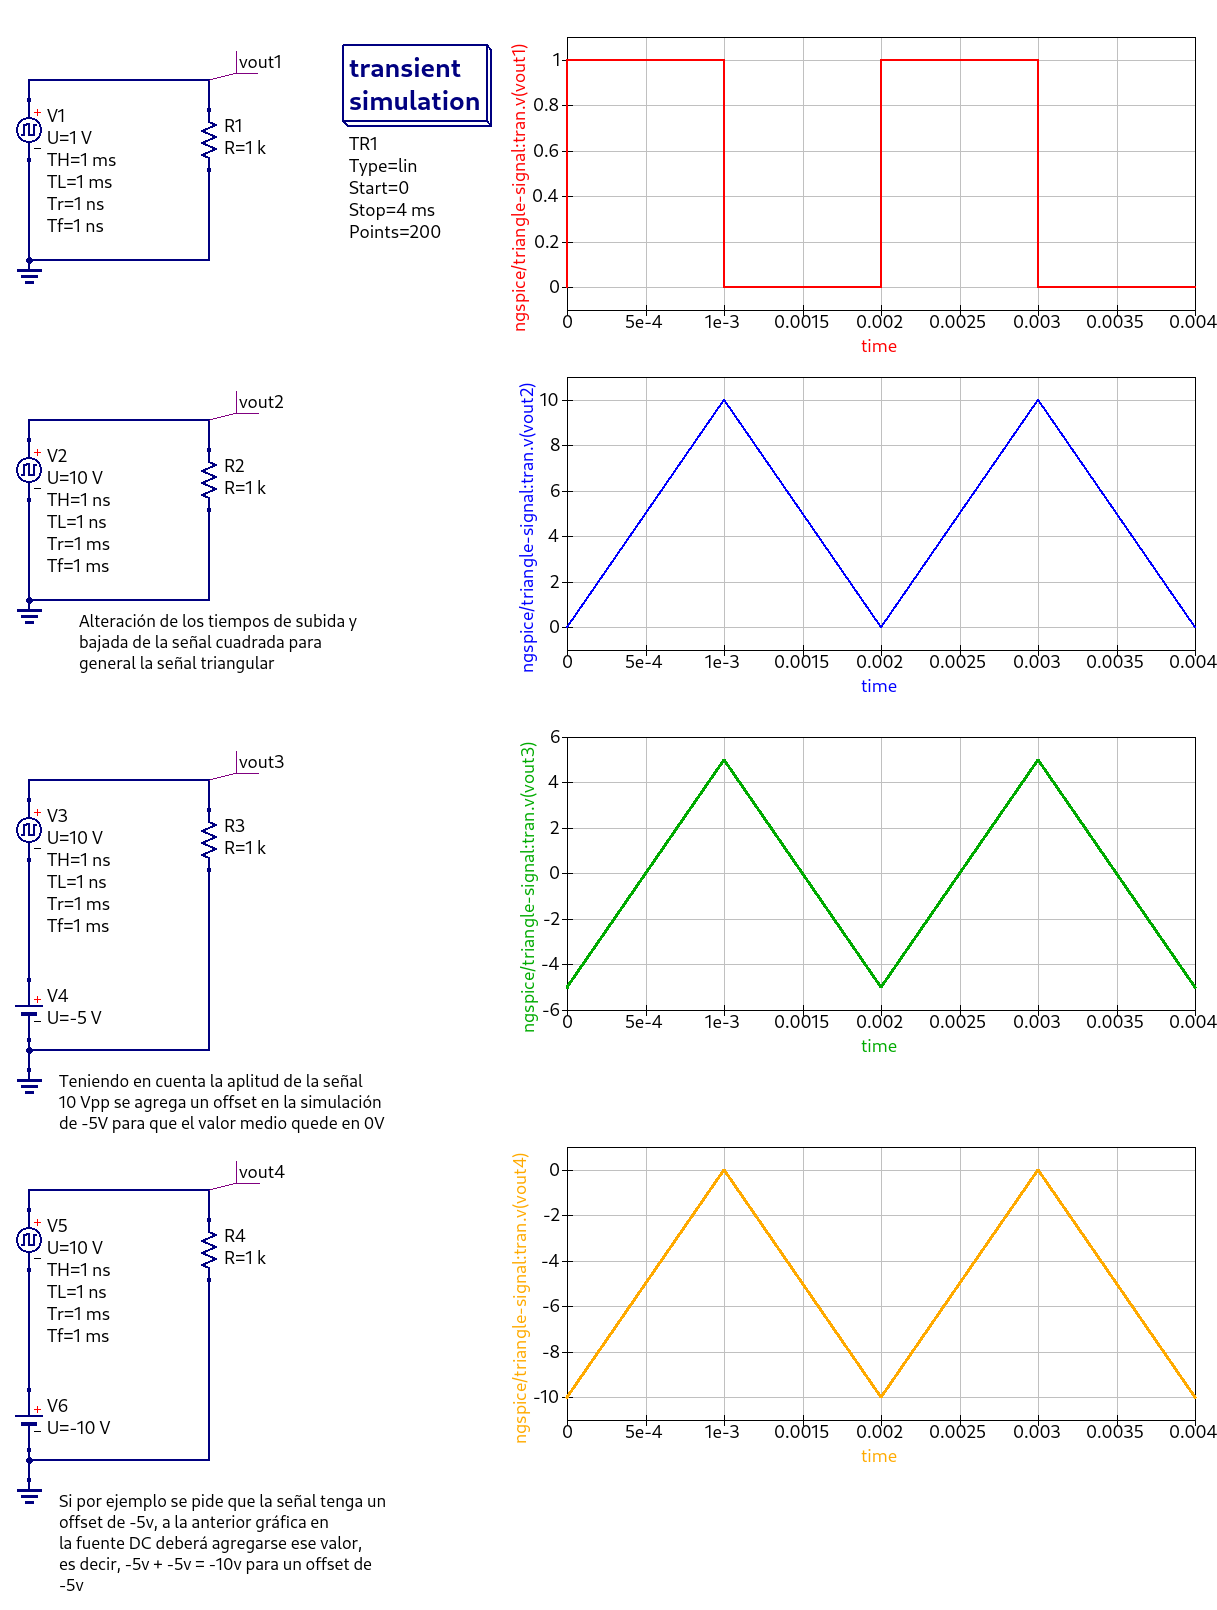 vout1
V1
U=1 V
TH=1 ms
TL=1 ms
Tr=1 ns
Tf=1 ns
R1
R=1 k
transient
simulation
TR1
Type=lin
Start=0
Stop=4 ms
Points=200
ngspice/triangle-signal:tran.v(vout1)
1
0.8
0.6
0.4
0.2
0
0 5e-4 1e-3 0.0015 0.002 0.0025 0.003 0.0035 0.004
time
vout2
V2
U=10 V
TH=1 ns
TL=1 ns
Tr=1 ms
Tf=1 ms
R2
R=1 k
Alteración de los tiempos de subida y
bajada de la señal cuadrada para
general la señal triangular
ngspice/triangle-signal:tran.v(vout2)
10
8
6
4
2
0
0 5e-4 1e-3 0.0015 0.002 0.0025 0.003 0.0035 0.004
time
vout3
V3
U=10 V
TH=1 ns
TL=1 ns
Tr=1 ms
Tf=1 ms
R3
R=1 k
V4
U=-5 V
Teniendo en cuenta la aplitud de la señal
10 Vpp se agrega un offset en la simulación
de -5V para que el valor medio quede en 0V
ngspice/triangle-signal:tran.v(vout3)
6
4
2
0
-2
-4
-6
0 5e-4 1e-3 0.0015 0.002 0.0025 0.003 0.0035 0.004
time
vout4
V5
U=10 V
TH=1 ns
TL=1 ns
Tr=1 ms
Tf=1 ms
R4
R=1 k
V6
U=-10 V
Si por ejemplo se pide que la señal tenga un
offset de -5v, a la anterior gráfica en
la fuente DC deberá agregarse ese valor,
es decir, -5v + -5v = -10v para un offset de
-5v
ngspice/triangle-signal:tran.v(vout4)
0
-2
-4
-6
-8
-10
0 5e-4 1e-3 0.0015 0.002 0.0025 0.003 0.0035 0.004
time